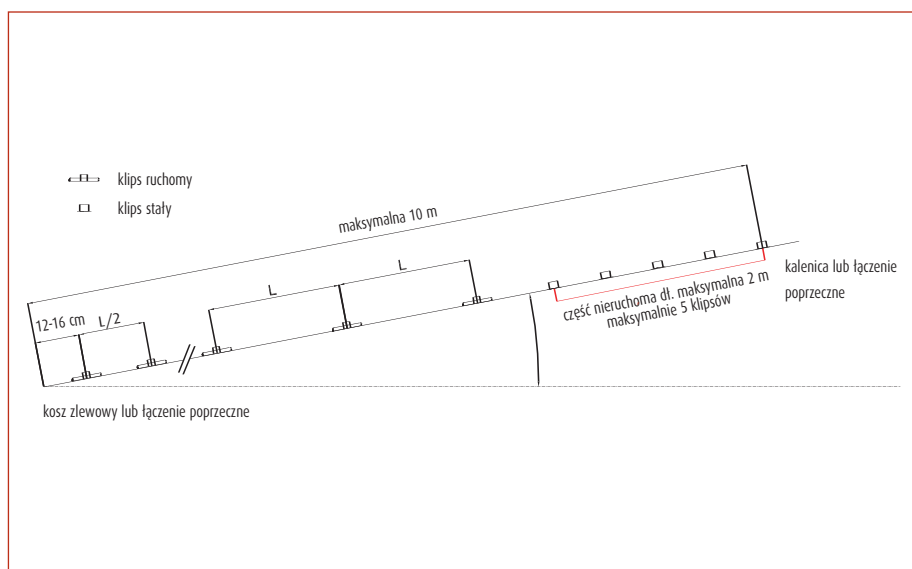 klips ruchomy
klips stały
maksymalna 10 m
L
L
12-16 cm
L/2
część nieruchoma dł. maksymalna 2 m
maksymalnie 5 klipsów
kalenica lub łączenie
poprzeczne
kosz zlewowy lub łączenie poprzeczne